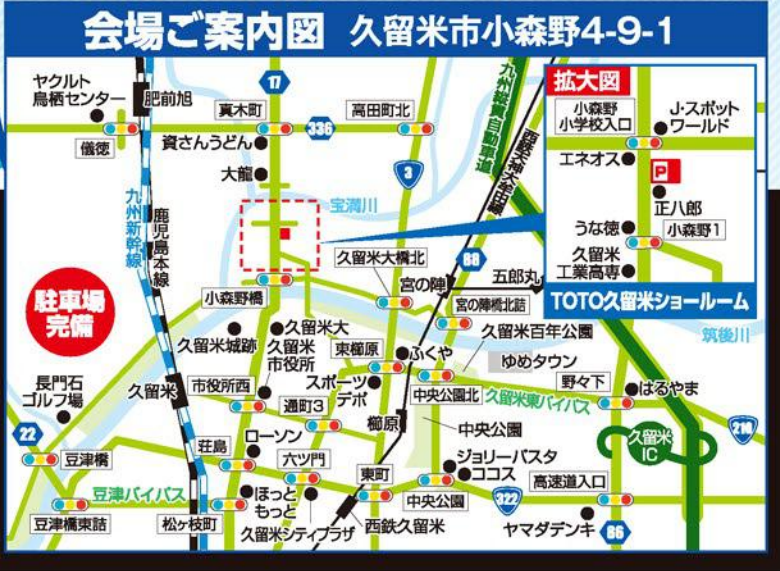 会場ご案内図 久留米市小森野4-9-1
ヤクルト
鳥栖センター
肥前旭
17
真木町
336
高田町北
儀徳
資さんうどん
大龍
3
九州新幹線
鹿児島本線
宝満川
九州縦貫自動車道
西鉄天神大牟田線
拡大図
小森野
小学校入口
J・スポット
ワールド
エネオス
P
正八郎
うな徳
小森野1
久留米
工業高専
TOTO久留米ショールーム
駐車場
完備
小森野橋
久留米大橋北
88
宮の陣
五郎丸
宮の陣橋北詰
筑後川
久留米城跡
久留米大
久留米
市役所
東櫛原
ふくや
久留米百年公園
ゆめタウン
長門石
ゴルフ場
久留米
市役所西
スポーツ
デポ
中央公園北
久留米東バイパス
野々下
はるやま
210
22
通町3
櫛原
中央公園
久留米
IC
豆津橋
荘島
ローソン
六ツ門
東町
ジョリーパスタ
ココス
高速道入口
豆津バイパス
ほっと
もっと
中央公園
322
豆津橋東詰
松ヶ枝町
久留米シティプラザ
西鉄久留米
ヤマダデンキ
86